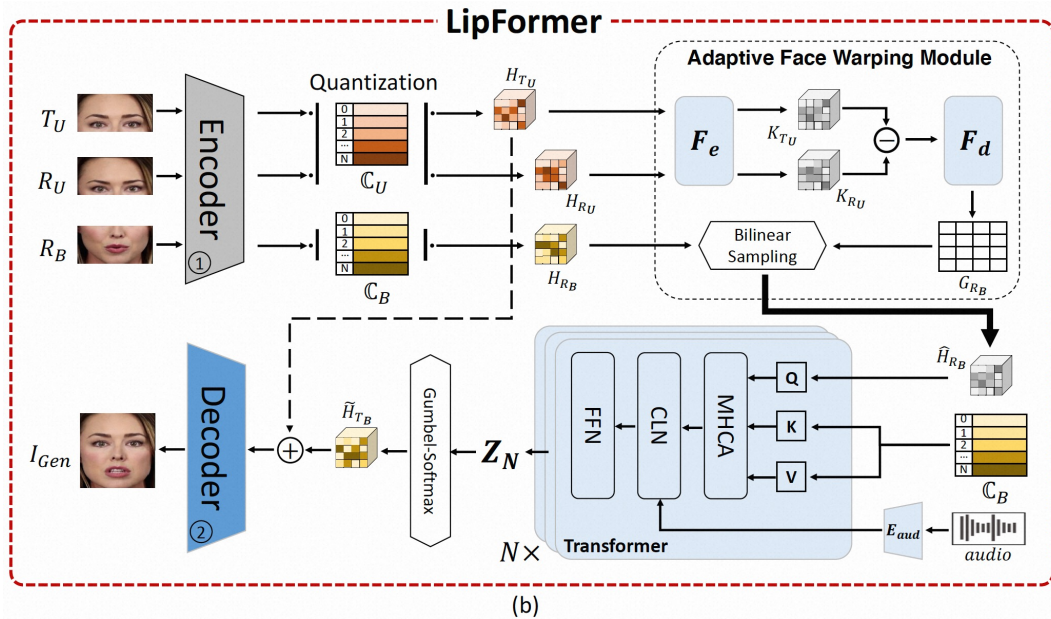 LipFormer
Adaptive Face Warping Module
Quantization
T_U
R_U
R_B
Encoder
①
0
1
2
...
N
ℂ_U
0
1
2
...
N
ℂ_B
H_{T_U}
H_{R_U}
H_{R_B}
F_e
K_{T_U}
K_{R_U}
−
F_d
Bilinear
Sampling
G_{R_B}
I_{Gen}
Decoder
②
+
H̃_{T_B}
Gumbel-Softmax
Z_N
FFN
CLN
MHCA
Q
K
V
N×
Transformer
Ĥ_{R_B}
0
1
2
...
N
ℂ_B
E_{aud}
audio
(b)